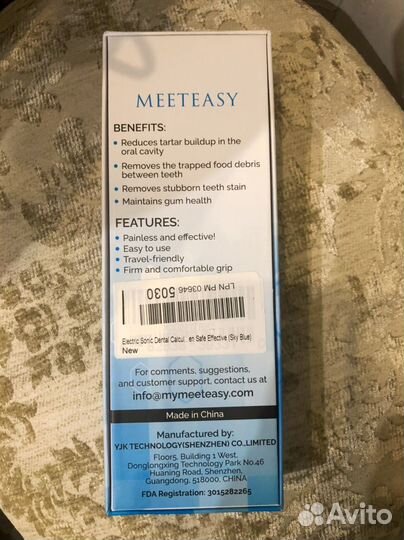 MEETEASY
BENEFITS:
• Reduces tartar buildup in the
oral cavity
• Removes the trapped food debris
between teeth
• Removes stubborn teeth stain
• Maintains gum health
FEATURES:
• Painless and effective!
• Easy to use
• Travel-friendly
• Firm and comfortable grip
LPN PM 03646 5030
Electric Sonic Dental Calcul...en Safe Effective (Sky Blue)
New
For comments, suggestions,
and customer support, contact us at
info@mymeeteasy.com
Made in China
Manufactured by:
YJK TECHNOLOGY(SHENZHEN) CO.,LIMITED
Floor5, Building 1 West,
Donglongxing Technology Park No.46
Huaning Road, Shenzhen,
Guangdong. 518000, CHINA
FDA Registration: 3015282265
Avito